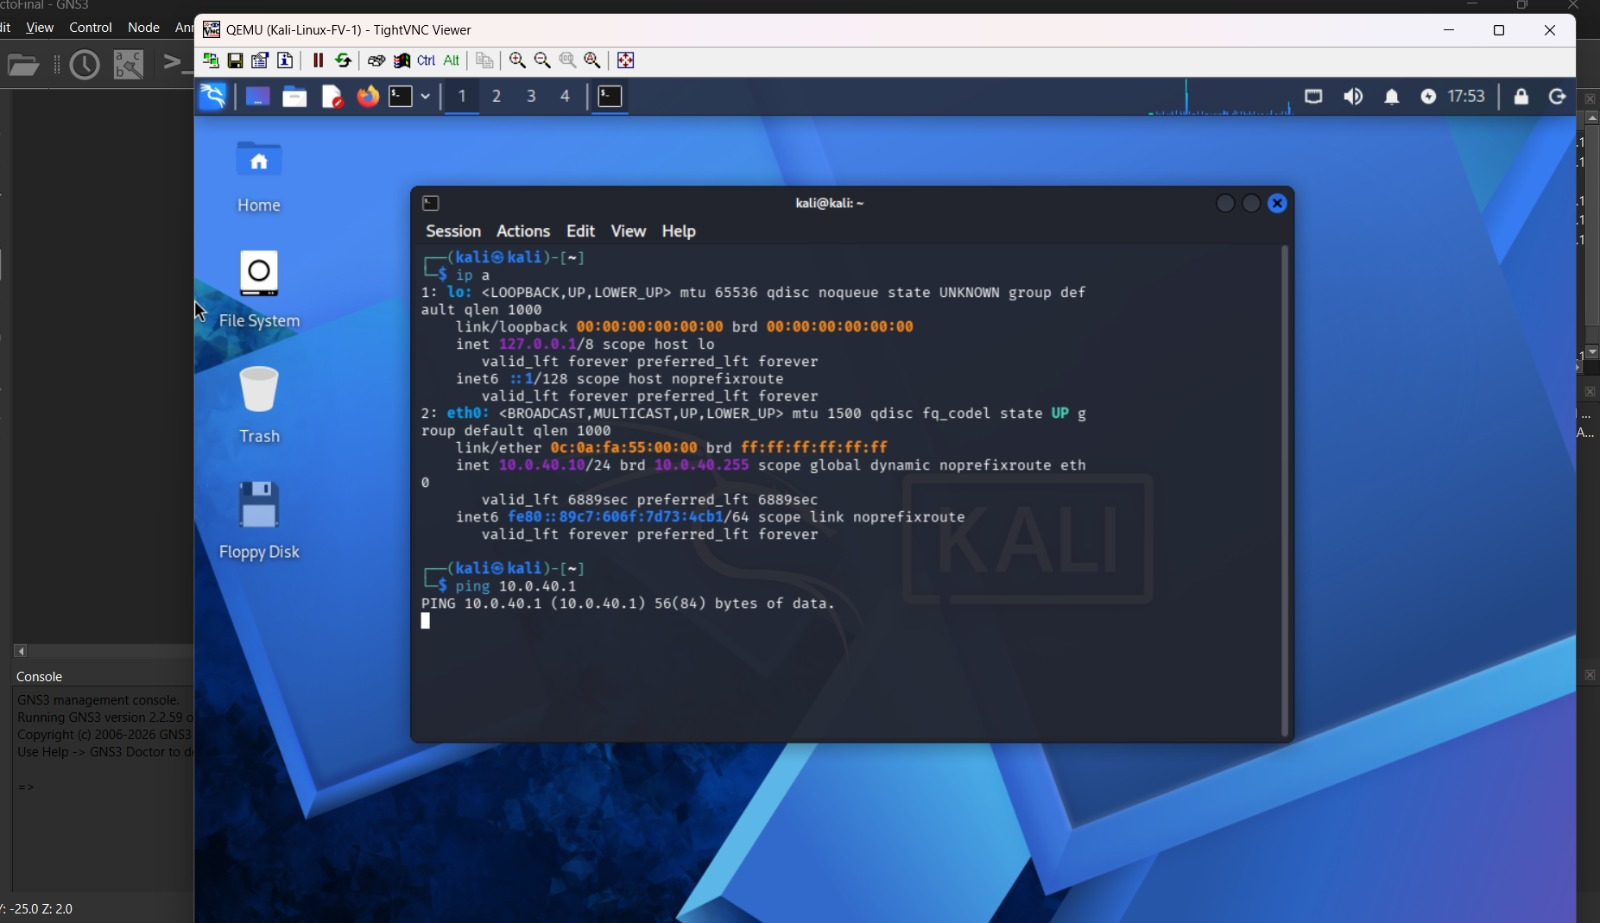 ctoFinal - GNS3
dit View Control Node Ann
QEMU (Kali-Linux-FV-1) - TightVNC Viewer
Ctrl Alt
1 2 3 4
17:53
Home
File System
Trash
Floppy Disk
kali@kali: ~
Session Actions Edit View Help
┌──(kali㉿kali)-[~]
└─$ ip a
1: lo: <LOOPBACK,UP,LOWER_UP> mtu 65536 qdisc noqueue state UNKNOWN group def
ault qlen 1000
link/loopback 00:00:00:00:00:00 brd 00:00:00:00:00:00
inet 127.0.0.1/8 scope host lo
valid_lft forever preferred_lft forever
inet6 ::1/128 scope host noprefixroute
valid_lft forever preferred_lft forever
2: eth0: <BROADCAST,MULTICAST,UP,LOWER_UP> mtu 1500 qdisc fq_codel state UP g
roup default qlen 1000
link/ether 0c:0a:fa:55:00:00 brd ff:ff:ff:ff:ff:ff
inet 10.0.40.10/24 brd 10.0.40.255 scope global dynamic noprefixroute eth
0
valid_lft 6889sec preferred_lft 6889sec
inet6 fe80::89c7:606f:7d73:4cb1/64 scope link noprefixroute
valid_lft forever preferred_lft forever
┌──(kali㉿kali)-[~]
└─$ ping 10.0.40.1
PING 10.0.40.1 (10.0.40.1) 56(84) bytes of data.
KALI
Console
GNS3 management console.
Running GNS3 version 2.2.59 o
Copyright (c) 2006-2026 GNS3
Use Help -> GNS3 Doctor to de
=>
Y: -25.0 Z: 2.0